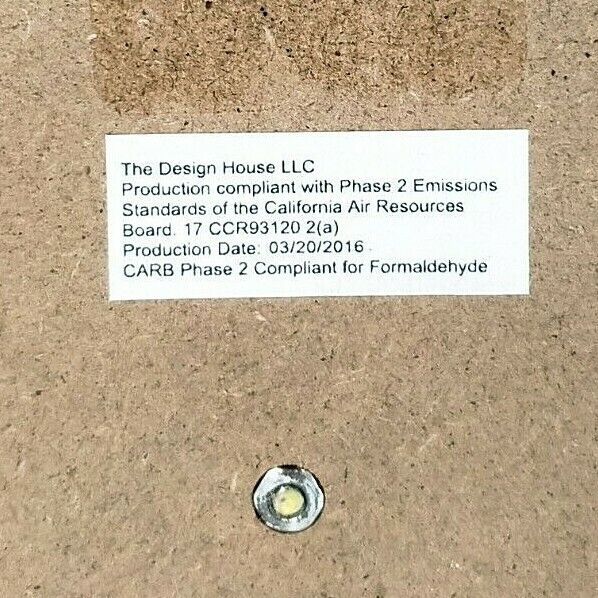 The Design House LLC
Production compliant with Phase 2 Emissions
Standards of the California Air Resources
Board. 17 CCR93120 2(a)
Production Date: 03/20/2016
CARB Phase 2 Compliant for Formaldehyde